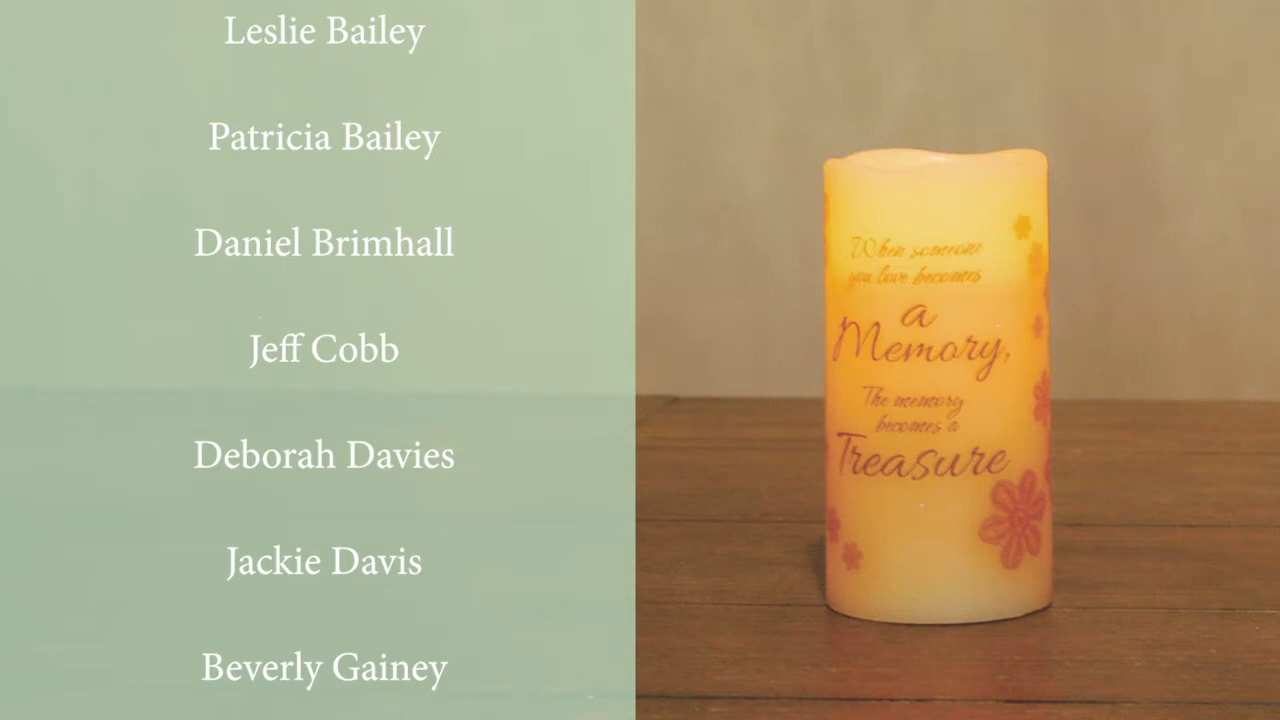 Leslie Bailey
Patricia Bailey
Daniel Brimhall
Jeff Cobb
Deborah Davies
Jackie Davis
Beverly Gainey
When someone
you love becomes
a
Memory,
The memory
becomes a
Treasure